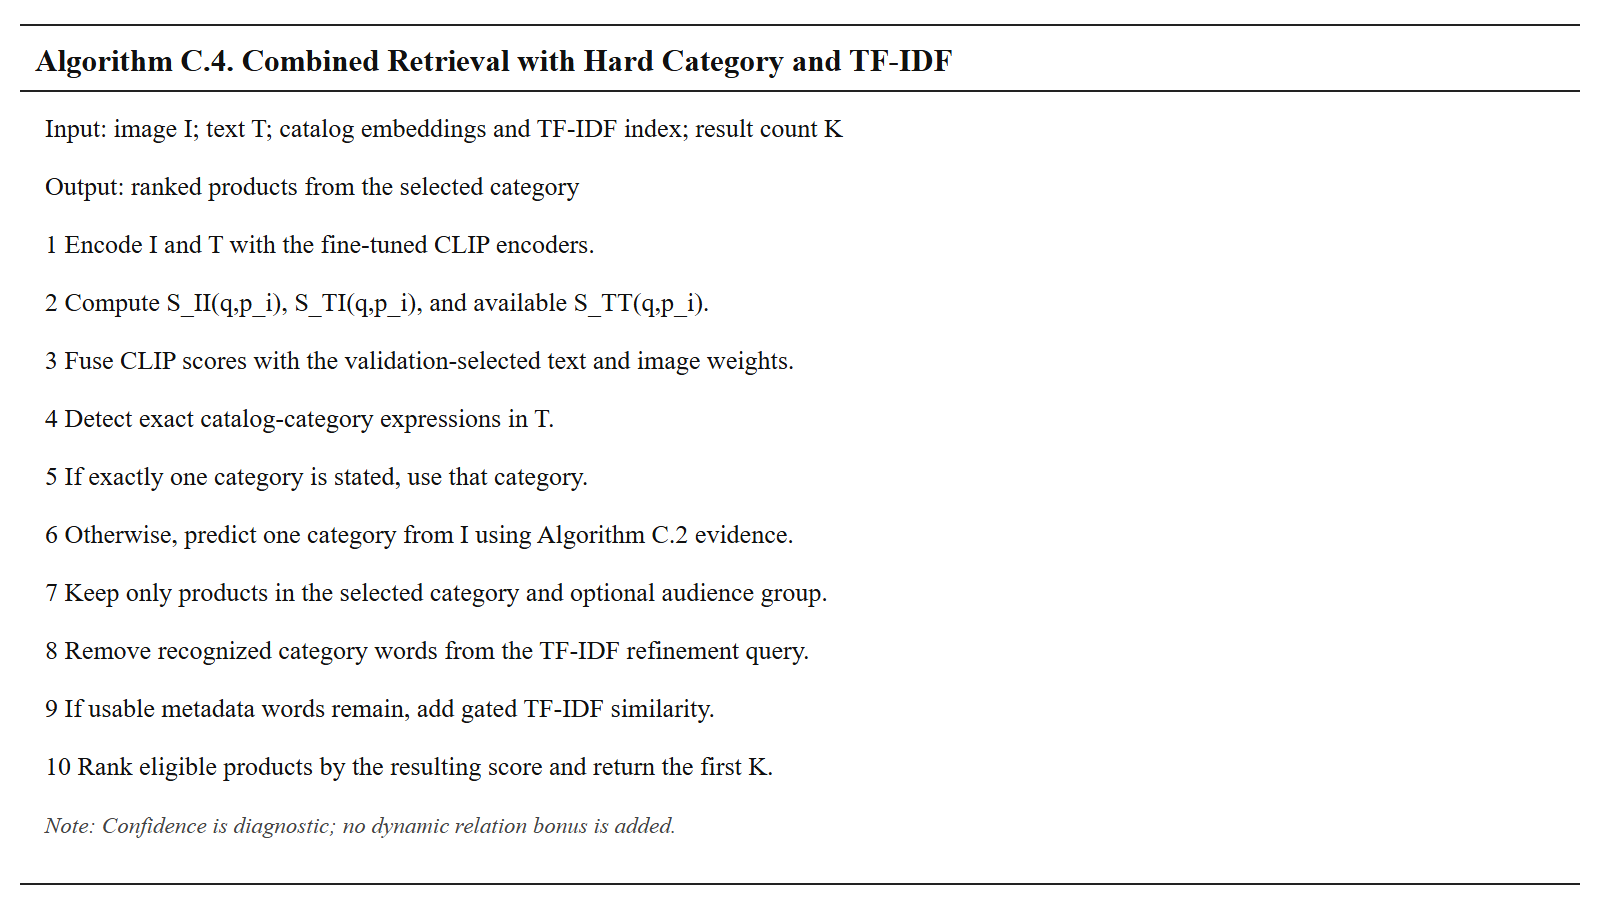 Algorithm C.4. Combined Retrieval with Hard Category and TF-IDF
Input: image I; text T; catalog embeddings and TF-IDF index; result count K
Output: ranked products from the selected category
1 Encode I and T with the fine-tuned CLIP encoders.
2 Compute S_II(q,p_i), S_TI(q,p_i), and available S_TT(q,p_i).
3 Fuse CLIP scores with the validation-selected text and image weights.
4 Detect exact catalog-category expressions in T.
5 If exactly one category is stated, use that category.
6 Otherwise, predict one category from I using Algorithm C.2 evidence.
7 Keep only products in the selected category and optional audience group.
8 Remove recognized category words from the TF-IDF refinement query.
9 If usable metadata words remain, add gated TF-IDF similarity.
10 Rank eligible products by the resulting score and return the first K.
Note: Confidence is diagnostic; no dynamic relation bonus is added.